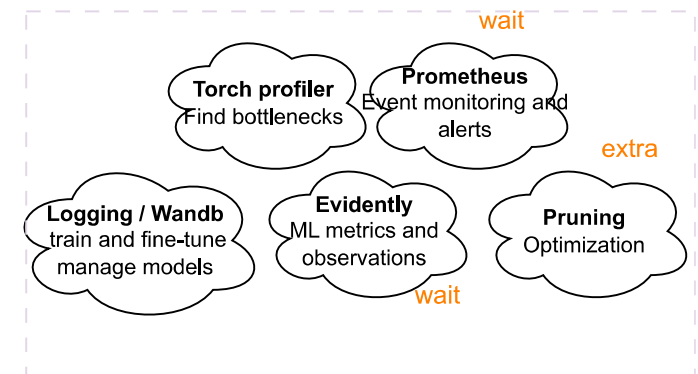 wait
Torch profiler
Find bottlenecks
Prometheus
Event monitoring and
alerts
extra
Logging / Wandb
train and fine-tune
manage models
Evidently
ML metrics and
observations
wait
Pruning
Optimization